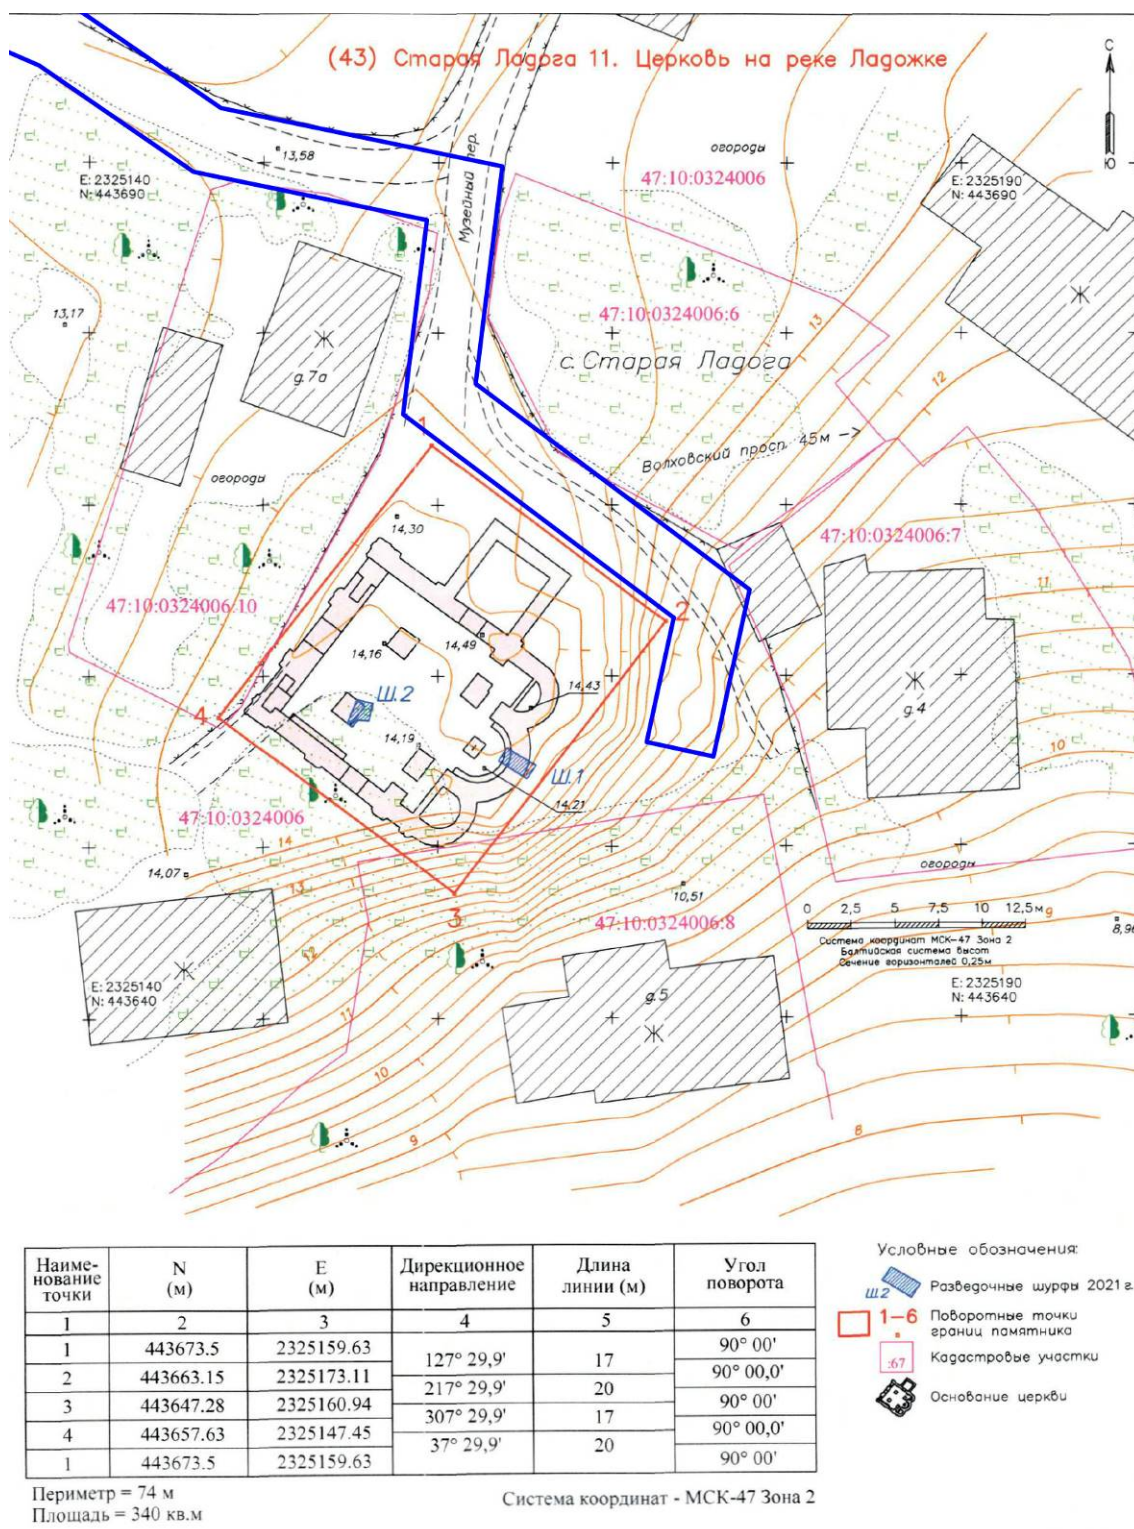 (43) Старая Ладога 11. Церковь на реке Ладожке
С
Ю
13,58
Музейный пер.
огороды
47:10:0324006
Е: 2325140
N: 443690
Е: 2325190
N: 443690
13,17
Ж
47:10:0324006:6
13
Ж
д.7а
с. Старая Ладога
12
1
Волховский просп. 45м ->
огороды
14,30
47:10:0324006:7
11
47:10:0324006:10
2
14,49
14,16
14,43
Ж
Ш.2
д.4
4
14,19
10
Ш.1
14,21
47:10:0324006
14
огороды
14,07
13
10,51
3
47:10:0324006:8
0 2,5 5 7,5 10 12,5м
9
8,96
Система координат МСК-47 Зона 2
Балтийская система высот
Сечение горизонталей 0,25м
12
Ж
Е: 2325140
N: 443640
д.5
Е: 2325190
N: 443640
11
Ж
10
9
8
Наиме-
нование
точки
N
(м)
E
(м)
Дирекционное
направление
Длина
линии (м)
Угол
поворота
1 2 3 4 5 6
1 443673.5 2325159.63 90° 00'
127° 29,9' 17
2 443663.15 2325173.11 90° 00,0'
217° 29,9' 20
3 443647.28 2325160.94 90° 00'
307° 29,9' 17
4 443657.63 2325147.45 90° 00,0'
37° 29,9' 20
1 443673.5 2325159.63 90° 00'
Периметр = 74 м
Площадь = 340 кв.м
Система координат - МСК-47 Зона 2
Условные обозначения:
Ш.2 Разведочные шурфы 2021 г.
1-6 Поворотные точки
границ памятника
:67 Кадастровые участки
Основание церкви